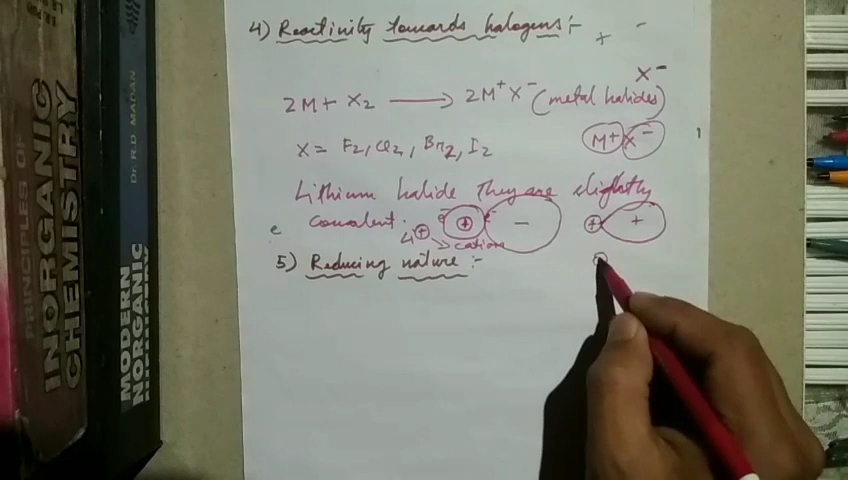 4) Reactivity towards halogens:-
+ -
X⁻
2M + X₂ → 2M⁺X⁻ (metal halides)
M⁺X⁻
X = F₂, Cl₂, Br₂, I₂
Lithium halide They are slightly
covalent.
e
e⁻ + e⁻ -
+ +
Li +
cation
5) Reducing nature:-
PRINCIPLES OF
INORGANIC
CHEMISTRY
MODERN
INORGANIC
Dr. R.D. MADAN